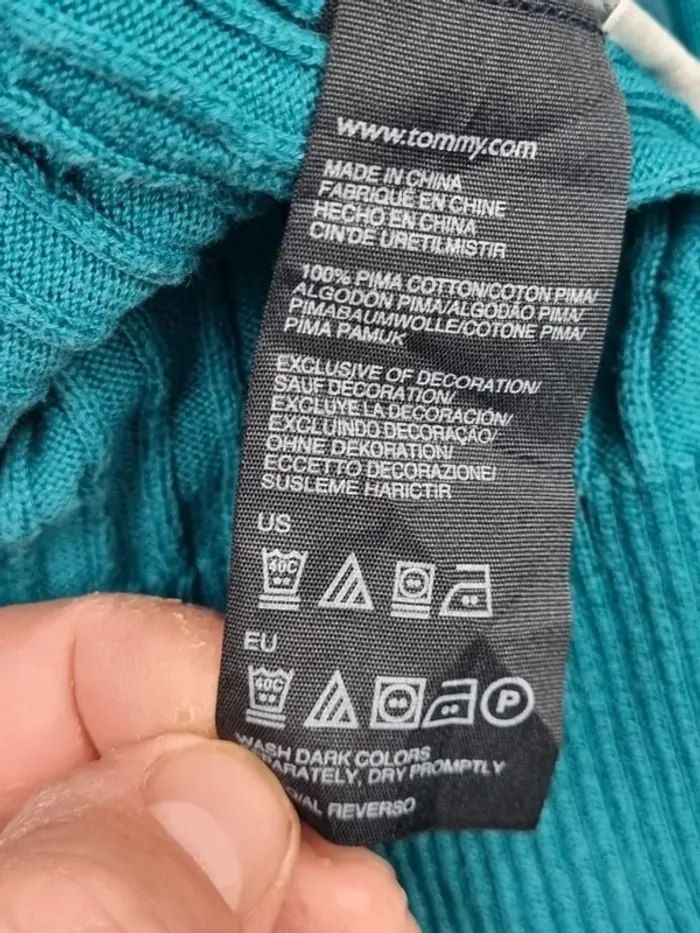 www.tommy.com
MADE IN CHINA
FABRIQUÉ EN CHINE
HECHO EN CHINA
CIN'DE URETILMISTIR
100% PIMA COTTON/COTON PIMA/
ALGODÓN PIMA/ALGODÃO PIMA/
PIMABAUMWOLLE/COTONE PIMA/
PIMA PAMUK
EXCLUSIVE OF DECORATION/
SAUF DÉCORATION/
EXCLUYE LA DECORACIÓN/
EXCLUINDO DECORAÇÃO/
OHNE DEKORATION/
ECCETTO DECORAZIONE/
SUSLEME HARICTIR
US
40C
EU
40C
P
WASH DARK COLORS
SEPARATELY, DRY PROMPTLY
REVERSO